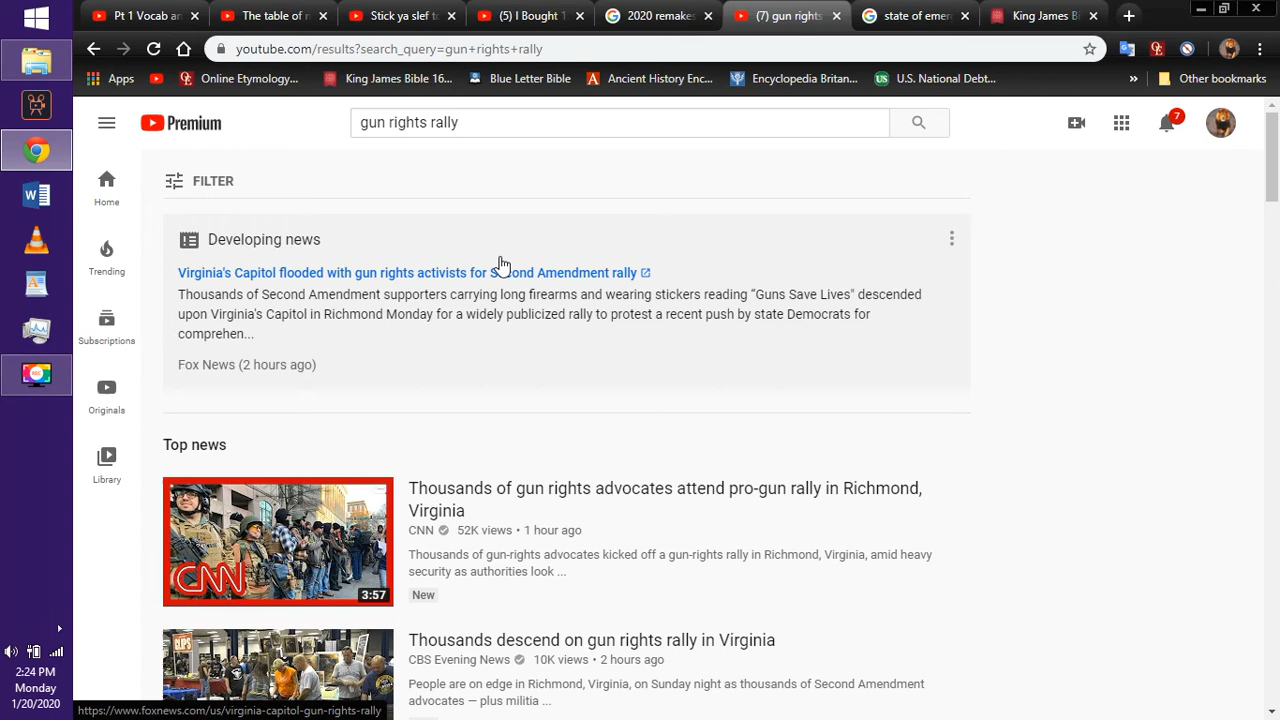 Pt 1 Vocab ar
The table of n
Stick ya slef to
(5) I Bought 1
2020 remakes
(7) gun rights
state of emer
King James Bi
youtube.com/results?search_query=gun+rights+rally
Apps
Online Etymology...
King James Bible 16...
Blue Letter Bible
Ancient History Enc...
Encyclopedia Britan...
U.S. National Debt...
Other bookmarks
Premium
gun rights rally
7
FILTER
Home
Trending
Subscriptions
Originals
Library
Developing news
Virginia's Capitol flooded with gun rights activists for Second Amendment rally
Thousands of Second Amendment supporters carrying long firearms and wearing stickers reading “Guns Save Lives" descended
upon Virginia's Capitol in Richmond Monday for a widely publicized rally to protest a recent push by state Democrats for
comprehen...
Fox News (2 hours ago)
Top news
Thousands of gun rights advocates attend pro-gun rally in Richmond,
Virginia
CNN 52K views • 1 hour ago
Thousands of gun-rights advocates kicked off a gun-rights rally in Richmond, Virginia, amid heavy
security as authorities look ...
New
CNN
3:57
Thousands descend on gun rights rally in Virginia
CBS Evening News 10K views • 2 hours ago
People are on edge in Richmond, Virginia, on Sunday night as thousands of Second Amendment
advocates — plus militia ...
2:24 PM
Monday
1/20/2020
https://www.foxnews.com/us/virginia-capitol-gun-rights-rally